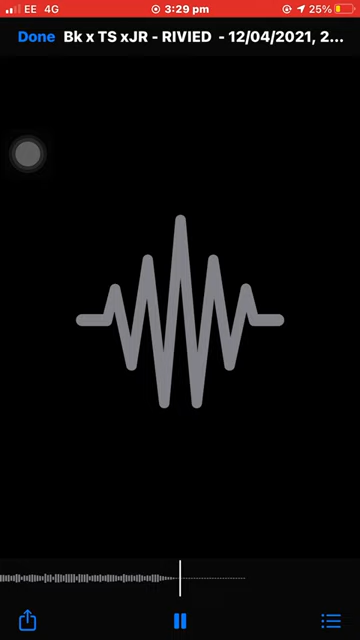 EE 4G 3:29 pm 25%
Done Bk x TS xJR - RIVIED - 12/04/2021, 2...